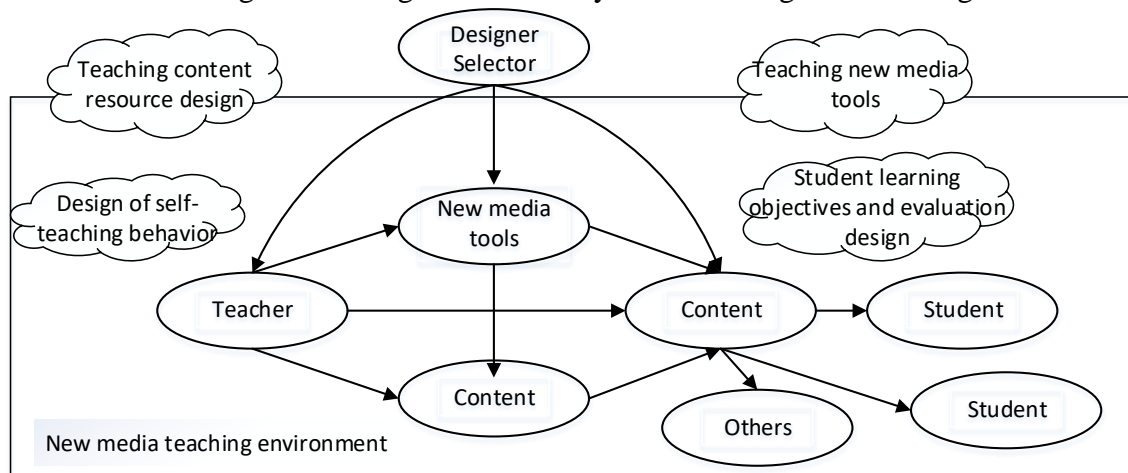 Designer
Selector
Teaching content
resource design
Teaching new media
tools
Design of self-
teaching behavior
New media
tools
Student learning
objectives and evaluation
design
Teacher
Content
Student
Content
Others
Student
New media teaching environment